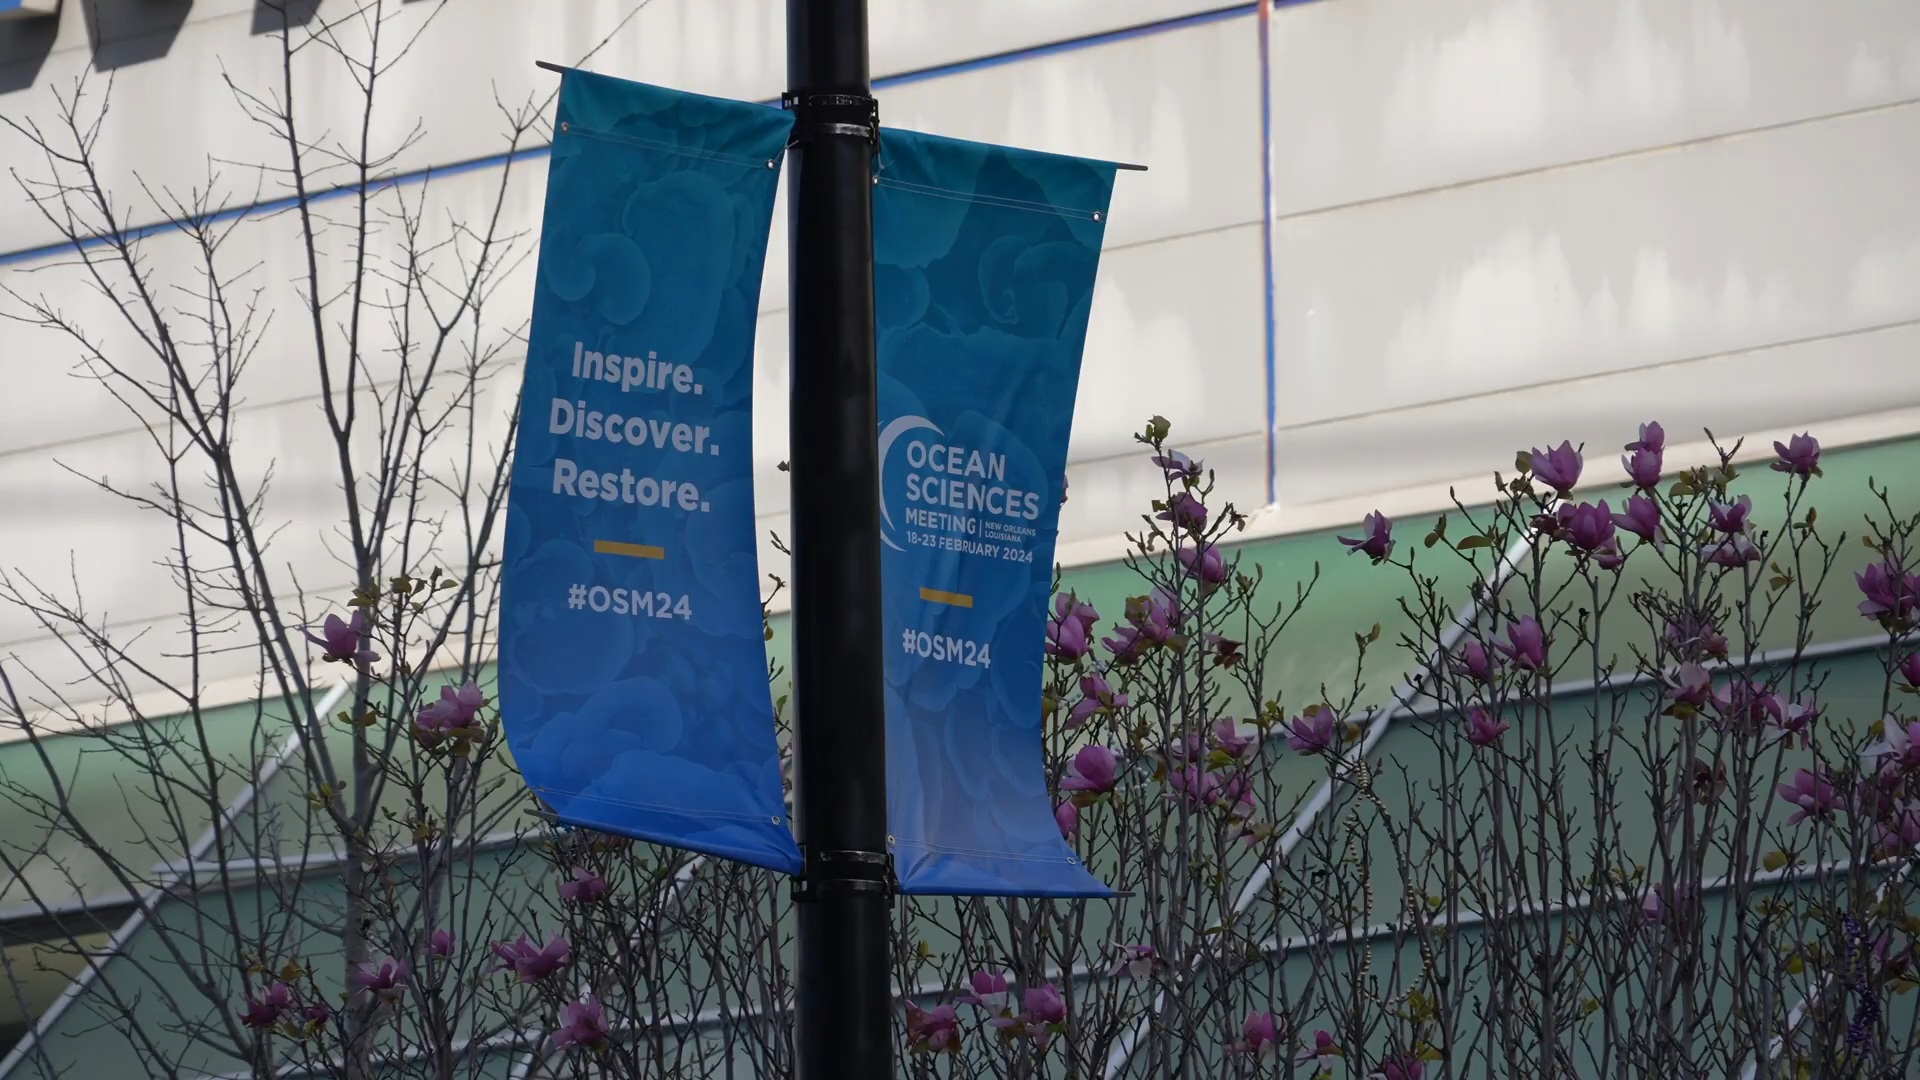 Inspire.
Discover.
Restore.
#OSM24
OCEAN
SCIENCES
MEETING | NEW ORLEANS
LOUISIANA
18-23 FEBRUARY 2024
#OSM24